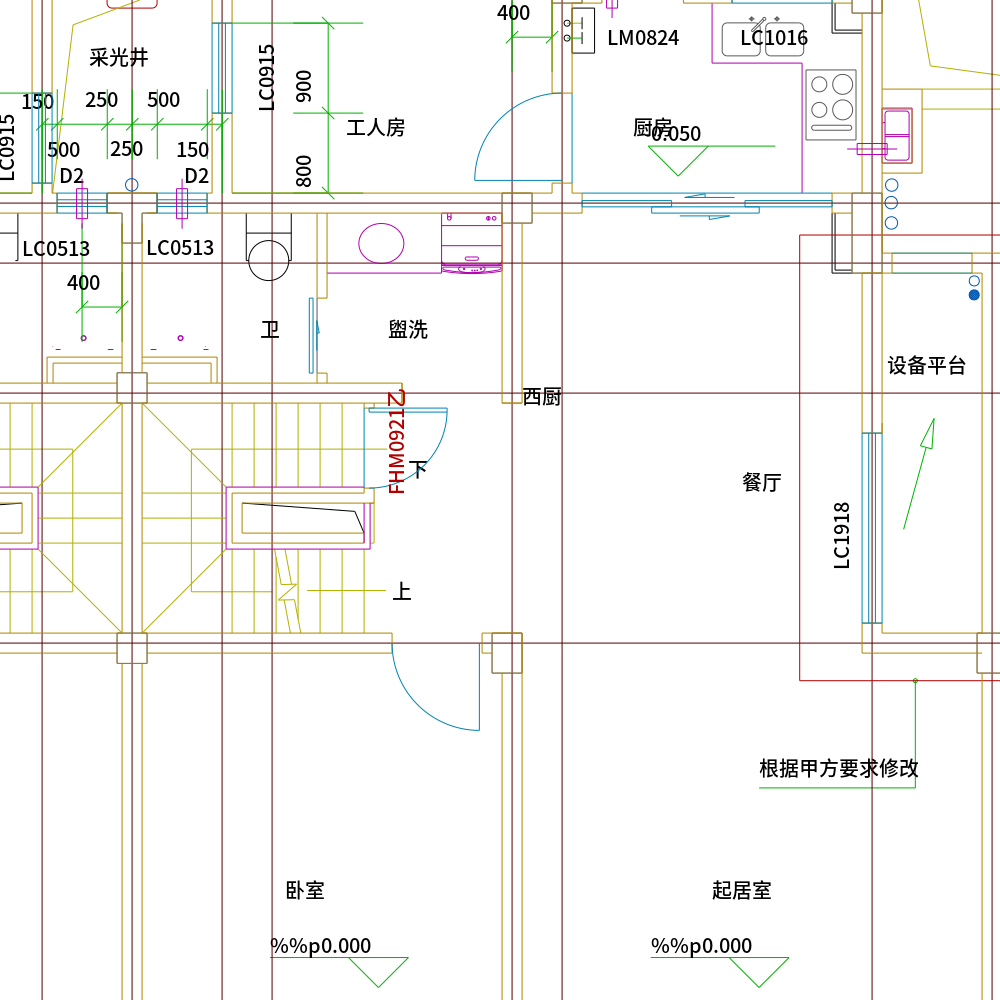 400
LM0824
LC1016
采光井
LC0915
900
150
250
500
工人房
厨房
-0.050
LC0915
500
250
150
800
D2
D2
LC0513
LC0513
400
卫
盥洗
设备平台
西厨
FHM0921乙
下
餐厅
LC1918
上
根据甲方要求修改
卧室
起居室
%%p0.000
%%p0.000